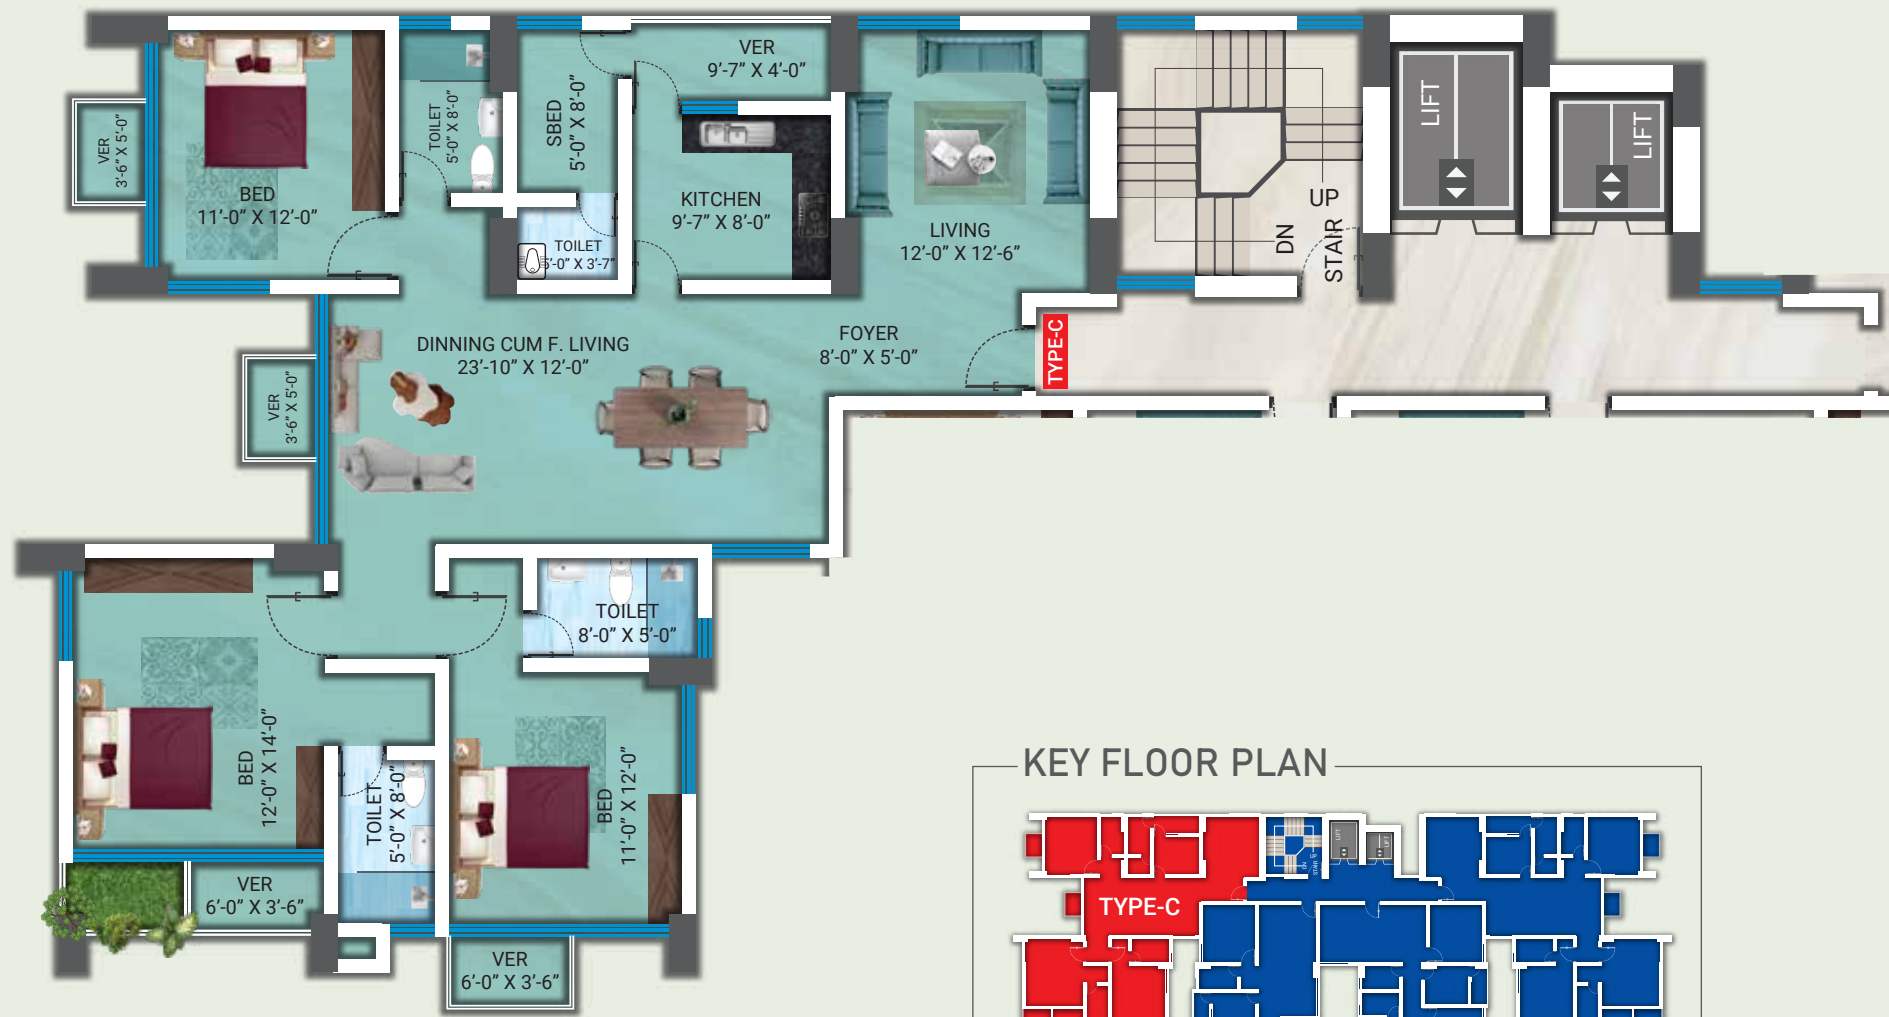 VER
9’-7” X 4’-0”
LIFT
LIFT
TOILET
5’-0” X 8’-0”
SBED
5’-0” X 8’-0”
VER
3’-6” X 5’-0”
BED
11’-0” X 12’-0”
KITCHEN
9’-7” X 8’-0”
UP
DN
STAIR
LIVING
12’-0” X 12’-6”
TOILET
5’-0” X 3’-7”
DINNING CUM F. LIVING
23’-10” X 12’-0”
FOYER
8’-0” X 5’-0”
TYPE-C
VER
3’-6” X 5’-0”
TOILET
8’-0” X 5’-0”
BED
12’-0” X 14’-0”
TOILET
5’-0” X 8’-0”
BED
11’-0” X 12’-0”
VER
6’-0” X 3’-6”
VER
6’-0” X 3’-6”
KEY FLOOR PLAN
LIFT
LIFT
UP
DN
STAIR
TYPE-C